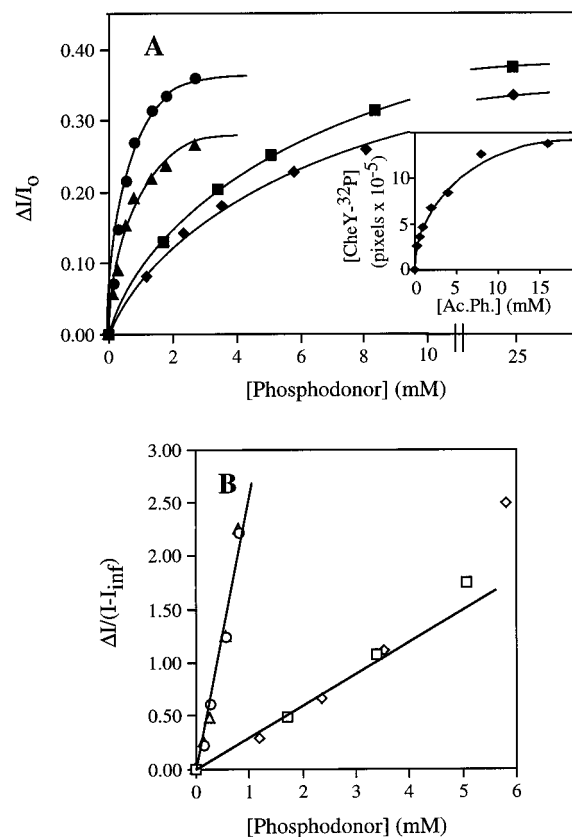 A
0.40
0.30
0.20
0.10
0.00
ΔI/I₀
0 2 4 6 8 10 25
[Phosphodonor] (mM)
10
5
0
[CheY-³²P]
(pixels x 10⁻⁵)
0 5 10 15
[Ac.Ph.] (mM)
B
3.00
2.50
2.00
1.50
1.00
0.50
0.00
ΔI/(I-I_inf)
0 1 2 3 4 5 6
[Phosphodonor] (mM)